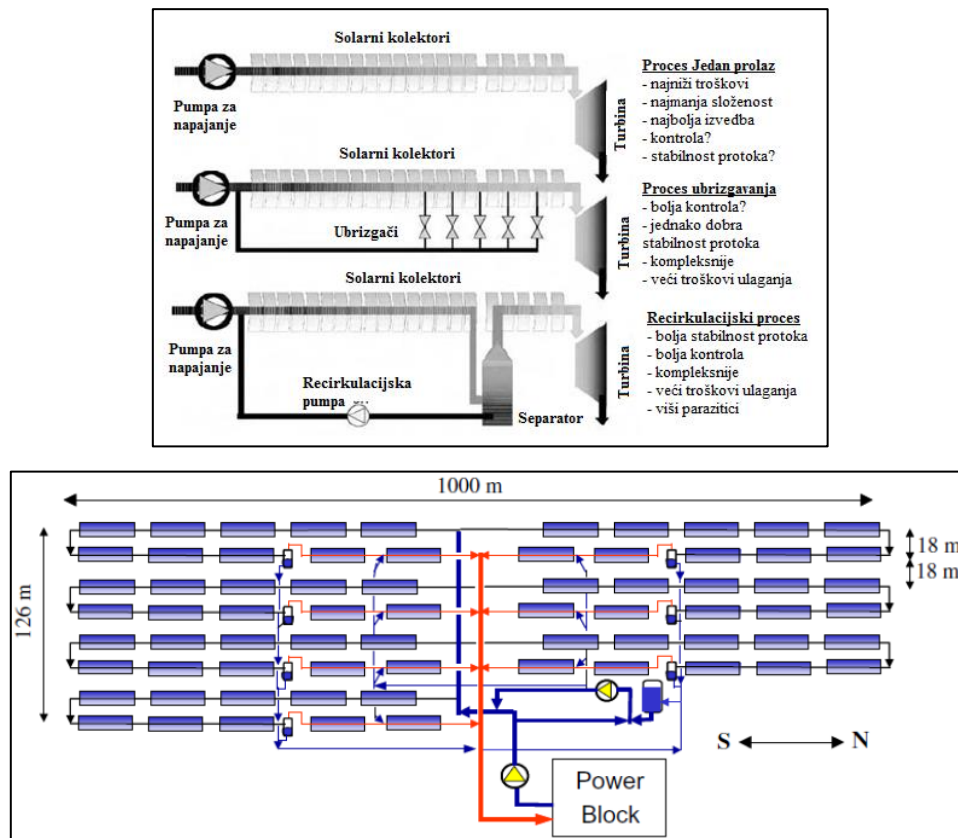 Solarni kolektori
Pumpa za
napajanje
Turbina
Proces Jedan prolaz
- najniži troškovi
- najmanja složenost
- najbolja izvedba
- kontrola?
- stabilnost protoka?
Solarni kolektori
Pumpa za
napajanje
Ubrizgači
Turbina
Proces ubrizgavanja
- bolja kontrola?
- jednako dobra
stabilnost protoka
- kompleksnije
- veći troškovi ulaganja
Solarni kolektori
Pumpa za
napajanje
Recirkulacijska
pumpa
Separator
Turbina
Recirkulacijski proces
- bolja stabilnost protoka
- bolja kontrola
- kompleksnije
- veći troškovi ulaganja
- viši parazitici
1000 m
126 m
18 m
18 m
S
N
Power
Block